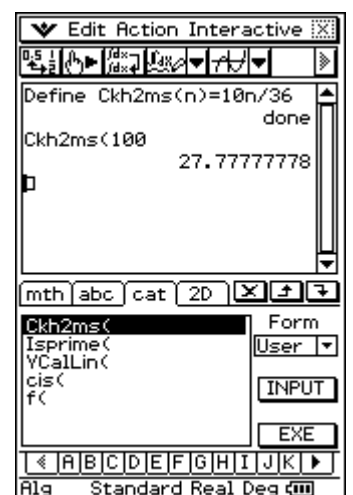 Edit Action Interactive
Define Ckh2ms(n)=10n/36
done
Ckh2ms(100
27.77777778
mth abc cat 2D
Ckh2ms(
Form
Isprime(
User
YCalLin(
cis(
INPUT
f(
EXE
A B C D E F G H I J K
Alg Standard Real Deg